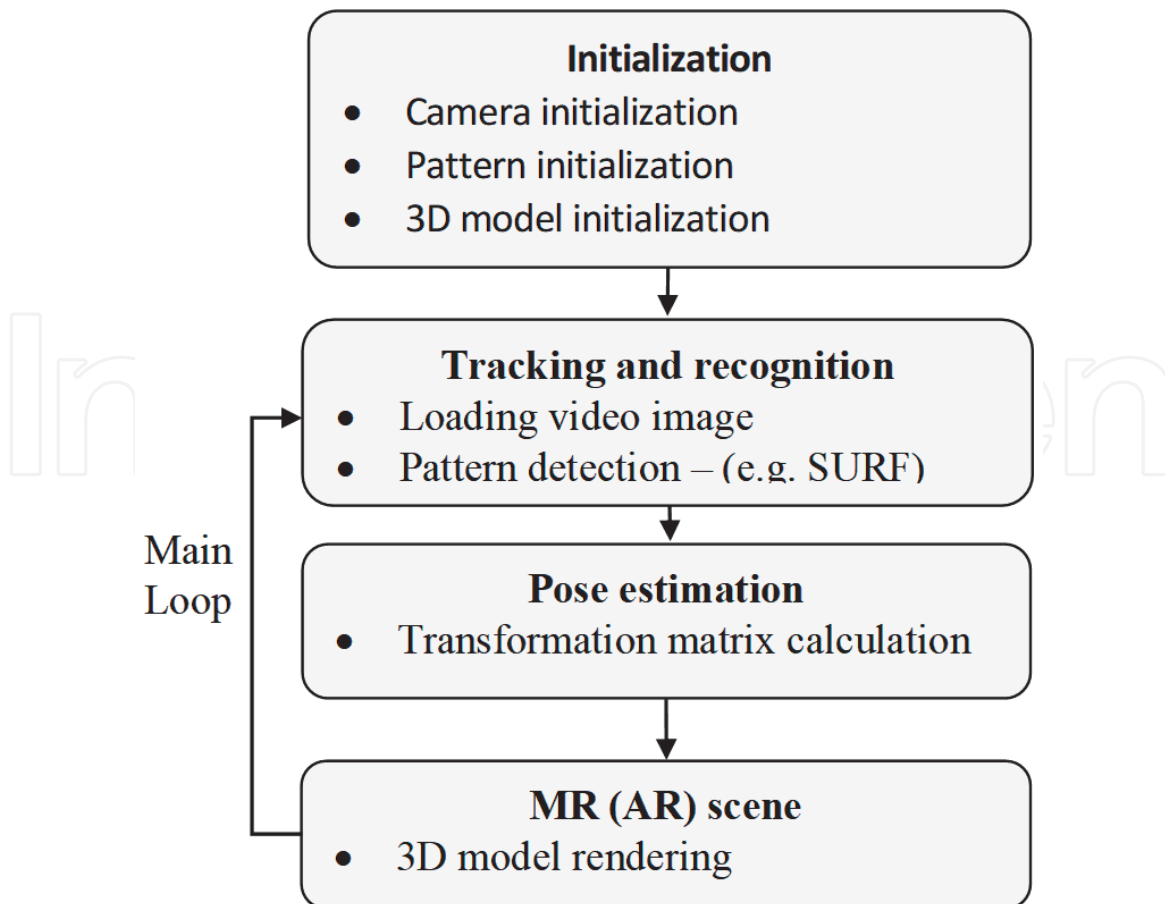 Initialization
• Camera initialization
• Pattern initialization
• 3D model initialization
Tracking and recognition
• Loading video image
• Pattern detection – (e.g. SURF)
Main
Loop
Pose estimation
• Transformation matrix calculation
MR (AR) scene
• 3D model rendering